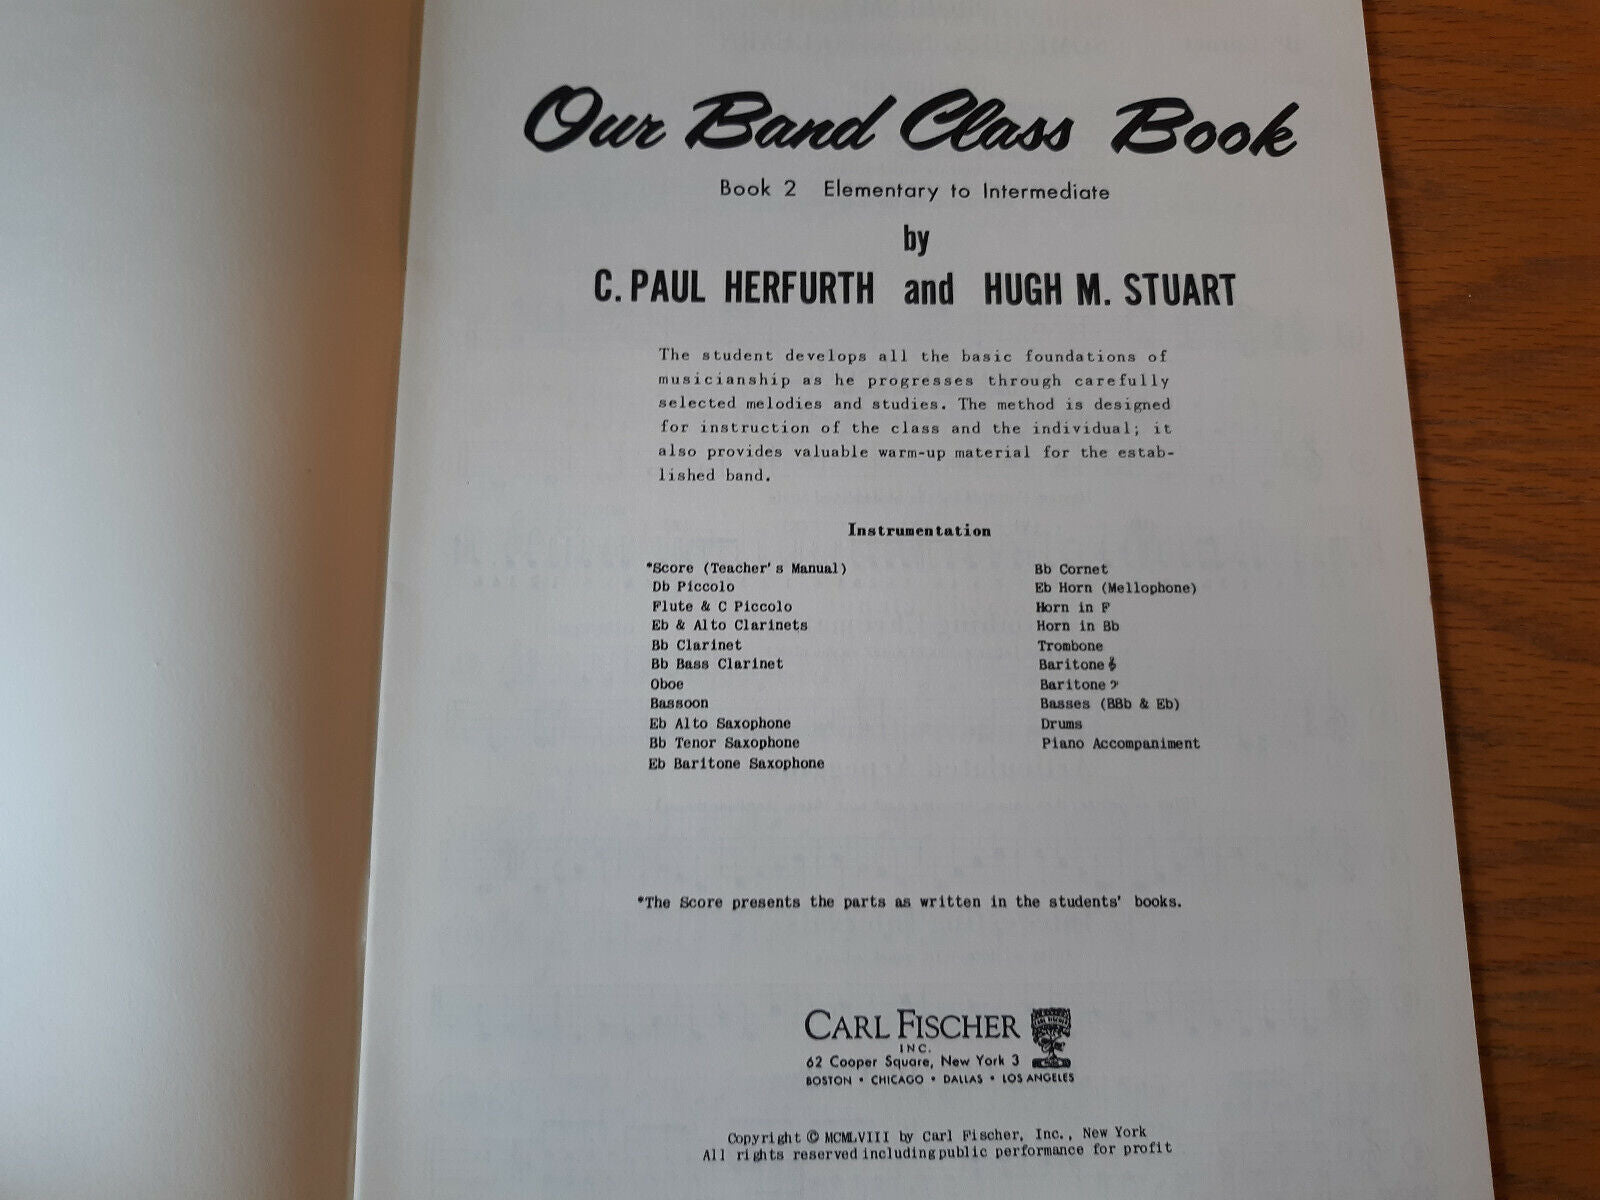 Our Band Class Book
Book 2 Elementary to Intermediate
by
C. PAUL HERFURTH and HUGH M. STUART
The student develops all the basic foundations of
musicianship as he progresses through carefully
selected melodies and studies. The method is designed
for instruction of the class and the individual; it
also provides valuable warm-up material for the estab-
lished band.
Instrumentation
*Score (Teacher's Manual)
Db Piccolo
Flute & C Piccolo
Eb & Alto Clarinets
Bb Clarinet
Bb Bass Clarinet
Oboe
Bassoon
Eb Alto Saxophone
Bb Tenor Saxophone
Eb Baritone Saxophone
Bb Cornet
Eb Horn (Mellophone)
Horn in F
Horn in Bb
Trombone
Baritone 𝄞
Baritone 𝄢
Basses (BBb & Eb)
Drums
Piano Accompaniment
*The Score presents the parts as written in the students' books.
CARL FISCHER
INC.
62 Cooper Square, New York 3
BOSTON • CHICAGO • DALLAS • LOS ANGELES
Copyright © MCMLVIII by Carl Fischer, Inc., New York
All rights reserved including public performance for profit